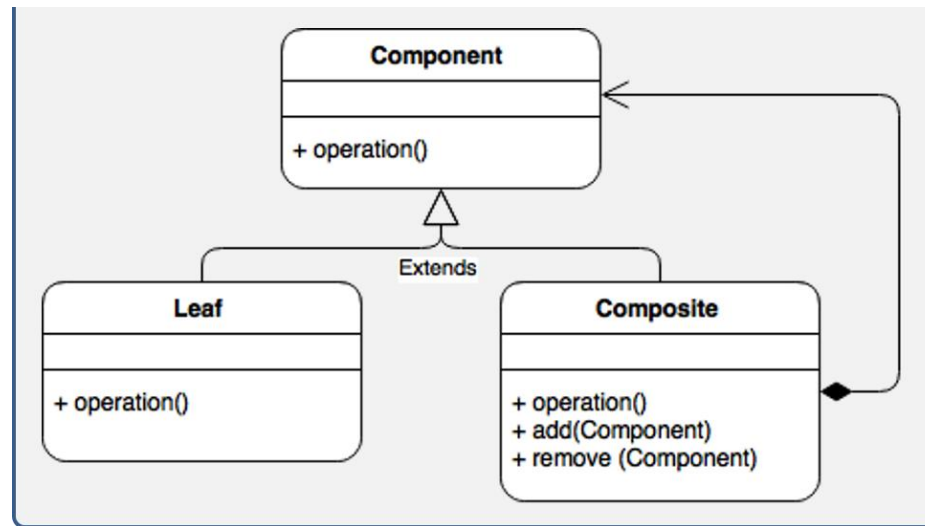 Component
+ operation()
Extends
Leaf
+ operation()
Composite
+ operation()
+ add(Component)
+ remove (Component)